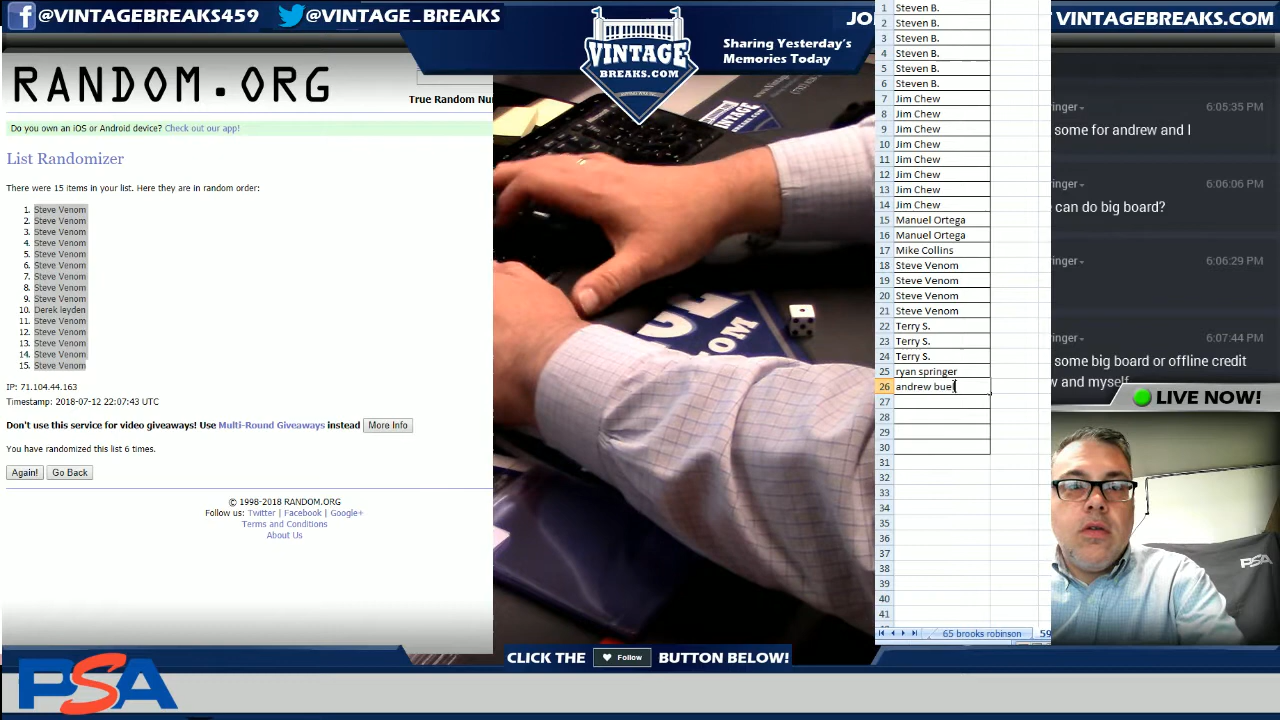 @VINTAGEBREAKS459 @VINTAGE_BREAKS
VINTAGE
BREAKS.COM
Sharing Yesterday's
Memories Today
JO
VINTAGEBREAKS.COM
RANDOM.ORG
True Random Nu
Do you own an iOS or Android device? Check out our app!
List Randomizer
There were 15 items in your list. Here they are in random order:
1. Steve Venom
2. Steve Venom
3. Steve Venom
4. Steve Venom
5. Steve Venom
6. Steve Venom
7. Steve Venom
8. Steve Venom
9. Steve Venom
10. Derek leyden
11. Steve Venom
12. Steve Venom
13. Steve Venom
14. Steve Venom
15. Steve Venom
IP: 71.104.44.163
Timestamp: 2018-07-12 22:07:43 UTC
Don't use this service for video giveaways! Use Multi-Round Giveaways instead More Info
You have randomized this list 6 times.
Again! Go Back
© 1998-2018 RANDOM.ORG
Follow us: Twitter | Facebook | Google+
Terms and Conditions
About Us
1 Steven B.
2 Steven B.
3 Steven B.
4 Steven B.
5 Steven B.
6 Steven B.
7 Jim Chew
8 Jim Chew
9 Jim Chew
10 Jim Chew
11 Jim Chew
12 Jim Chew
13 Jim Chew
14 Jim Chew
15 Manuel Ortega
16 Manuel Ortega
17 Mike Collins
18 Steve Venom
19 Steve Venom
20 Steve Venom
21 Steve Venom
22 Terry S.
23 Terry S.
24 Terry S.
25 ryan springer
26 andrew buel
27
28
29
30
31
32
33
34
35
36
37
38
39
40
41
65 brooks robinson 59
inger 6:05:35 PM
some for andrew and I
inger 6:06:06 PM
can do big board?
inger 6:06:29 PM
inger 6:07:44 PM
some big board or offline credit
w and myself
LIVE NOW!
PSA
CLICK THE Follow BUTTON BELOW!
PSA